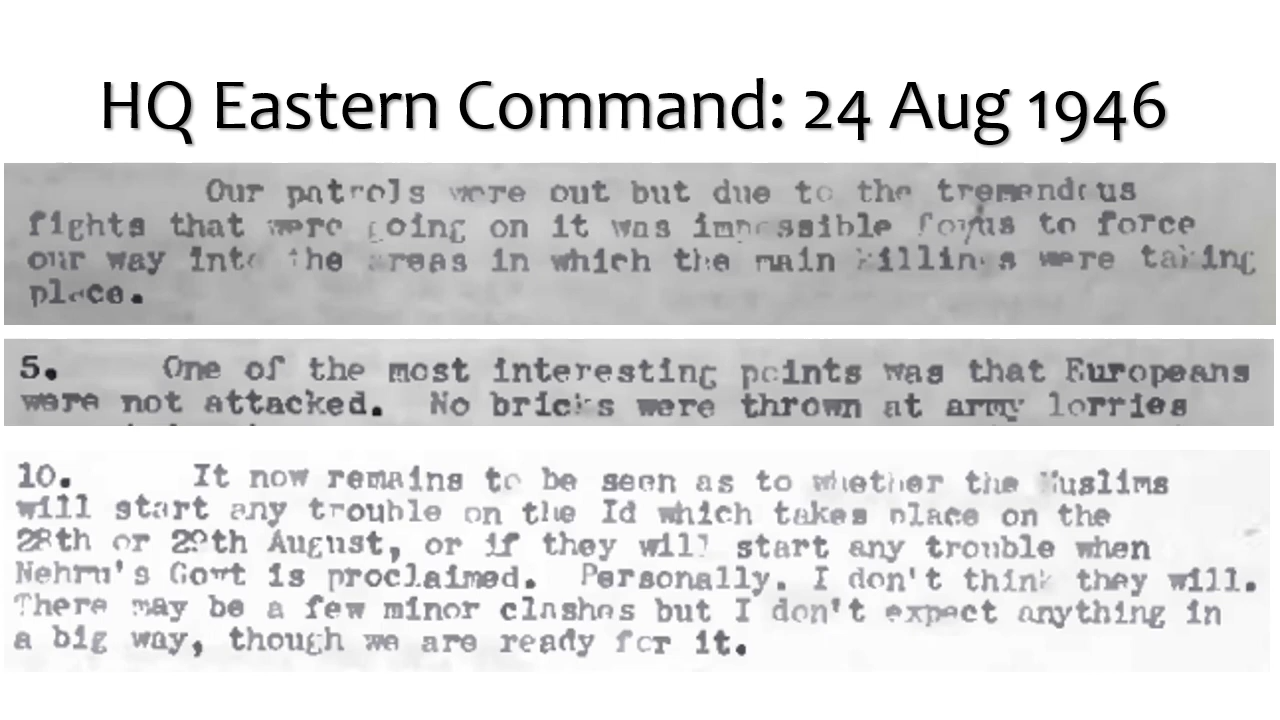 HQ Eastern Command: 24 Aug 1946
Our patrols were out but due to the tremendous
fights that were going on it was impossible for us to force
our way into the areas in which the main killings were taking
place.
5. One of the most interesting points was that Europeans
were not attacked. No bricks were thrown at army lorries
10. It now remains to be seen as to whether the Muslims
will start any trouble on the Id which takes place on the
28th or 29th August, or if they will start any trouble when
Nehru's Govt is proclaimed. Personally. I don't think they will.
There may be a few minor clashes but I don't expect anything in
a big way, though we are ready for it.